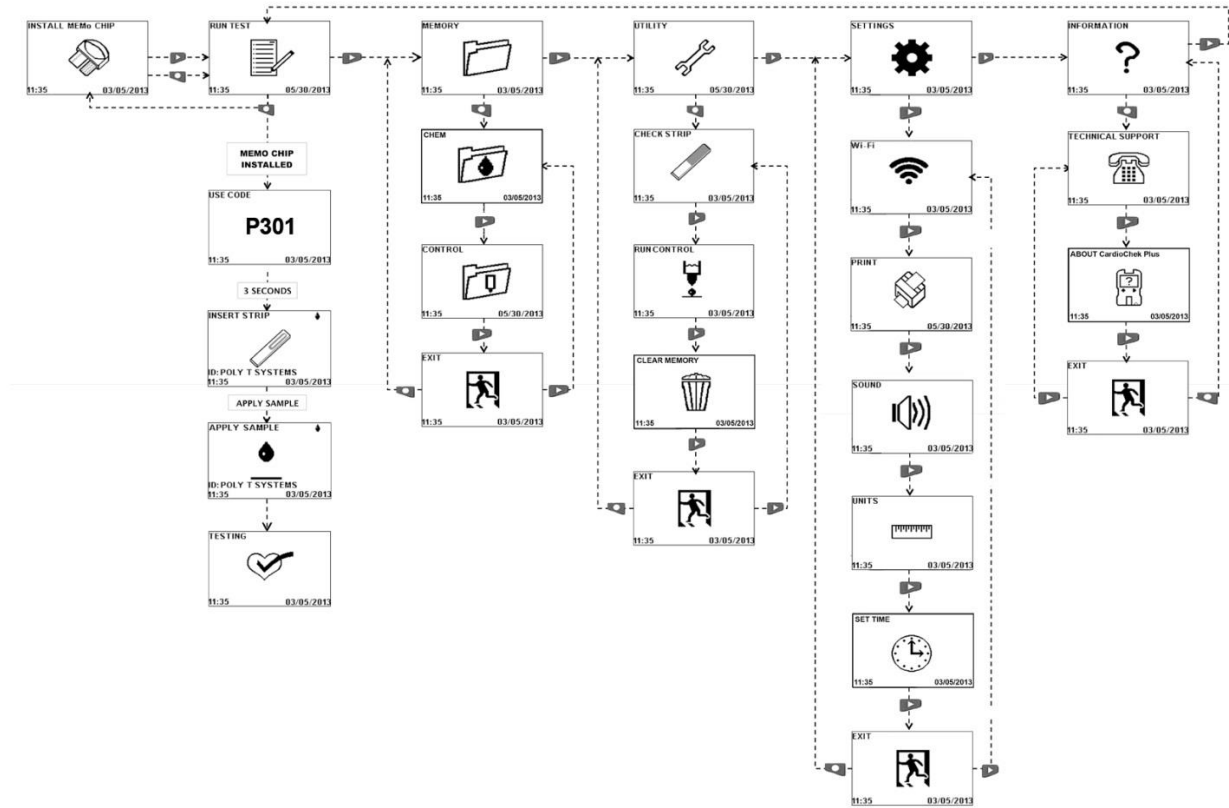 INSTALL MEMo CHIP
11:35 03/05/2013
RUN TEST
11:35 05/30/2013
MEMORY
11:35 03/05/2013
UTILITY
11:35 05/30/2013
SETTINGS
11:35 03/05/2013
INFORMATION
?
11:35 03/05/2013
MEMO CHIP
INSTALLED
USE CODE
P301
11:35 03/05/2013
3 SECONDS
INSERT STRIP
ID: POLY T SYSTEMS
11:35 03/05/2013
APPLY SAMPLE
APPLY SAMPLE
ID: POLY T SYSTEMS
11:35 03/05/2013
TESTING
11:35 03/05/2013
CHEM
11:35 03/05/2013
CONTROL
11:35 05/30/2013
EXIT
11:35 03/05/2013
CHECK STRIP
11:35 03/05/2013
RUN CONTROL
11:35 03/05/2013
CLEAR MEMORY
11:35 03/05/2013
EXIT
11:35 03/05/2013
Wi-Fi
11:35 03/05/2013
PRINT
11:35 05/30/2013
SOUND
11:35 03/05/2013
UNITS
11:35 03/05/2013
SET TIME
11:35 03/05/2013
EXIT
11:35 03/05/2013
TECHNICAL SUPPORT
11:35 03/05/2013
ABOUT CardioChek Plus
?
11:35 03/05/2013
EXIT
11:35 03/05/2013